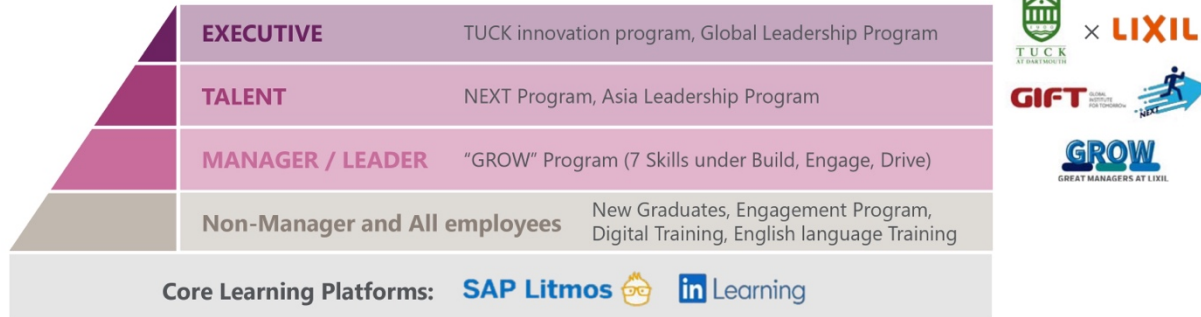 EXECUTIVE
TUCK innovation program, Global Leadership Program
TALENT
NEXT Program, Asia Leadership Program
MANAGER / LEADER
“GROW” Program (7 Skills under Build, Engage, Drive)
Non-Manager and All employees
New Graduates, Engagement Program,
Digital Training, English language Training
Core Learning Platforms:
SAP Litmos
in Learning
TUCK
AT DARTMOUTH
× LIXIL
GIFT
GLOBAL
INSTITUTE
FOR TOMORROW
NEXT
GROW
GREAT MANAGERS AT LIXIL